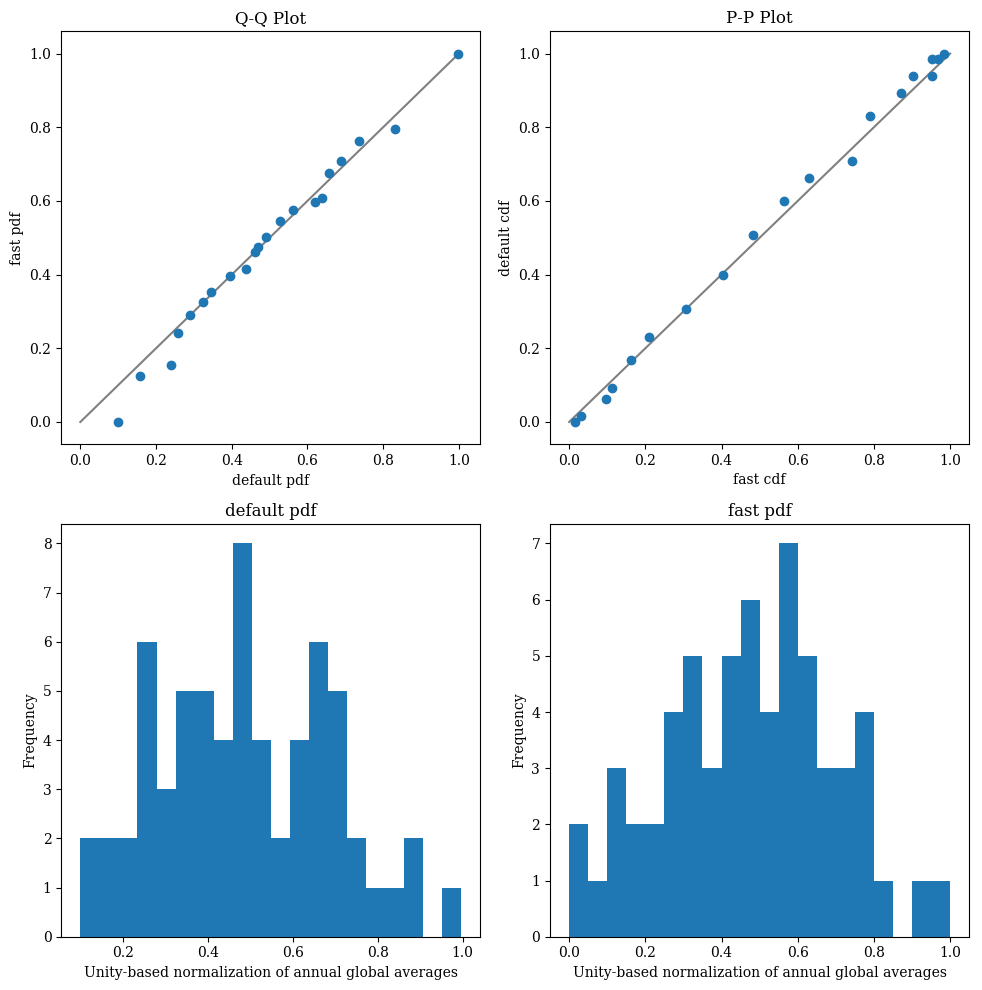 Q-Q Plot
1.0
0.8
0.6
0.4
0.2
0.0
fast pdf
0.0 0.2 0.4 0.6 0.8 1.0
default pdf
P-P Plot
1.0
0.8
0.6
0.4
0.2
0.0
default cdf
0.0 0.2 0.4 0.6 0.8 1.0
fast cdf
default pdf
8
7
6
5
4
3
2
1
0
Frequency
0.2 0.4 0.6 0.8 1.0
Unity-based normalization of annual global averages
fast pdf
7
6
5
4
3
2
1
0
Frequency
0.0 0.2 0.4 0.6 0.8 1.0
Unity-based normalization of annual global averages